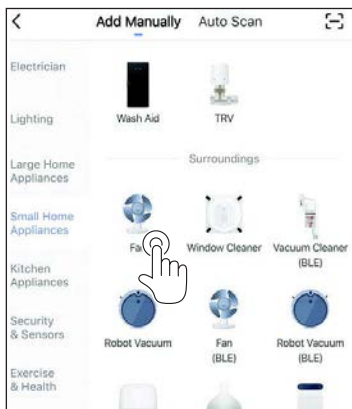 Add Manually Auto Scan
Electrician
Lighting
Large Home
Appliances
Small Home
Appliances
Kitchen
Appliances
Security
& Sensors
Exercise
& Health
Wash Aid TRV
Surroundings
Window Cleaner Vacuum Cleaner
(BLE)
Robot Vacuum Fan Robot Vacuum
(BLE) (BLE)